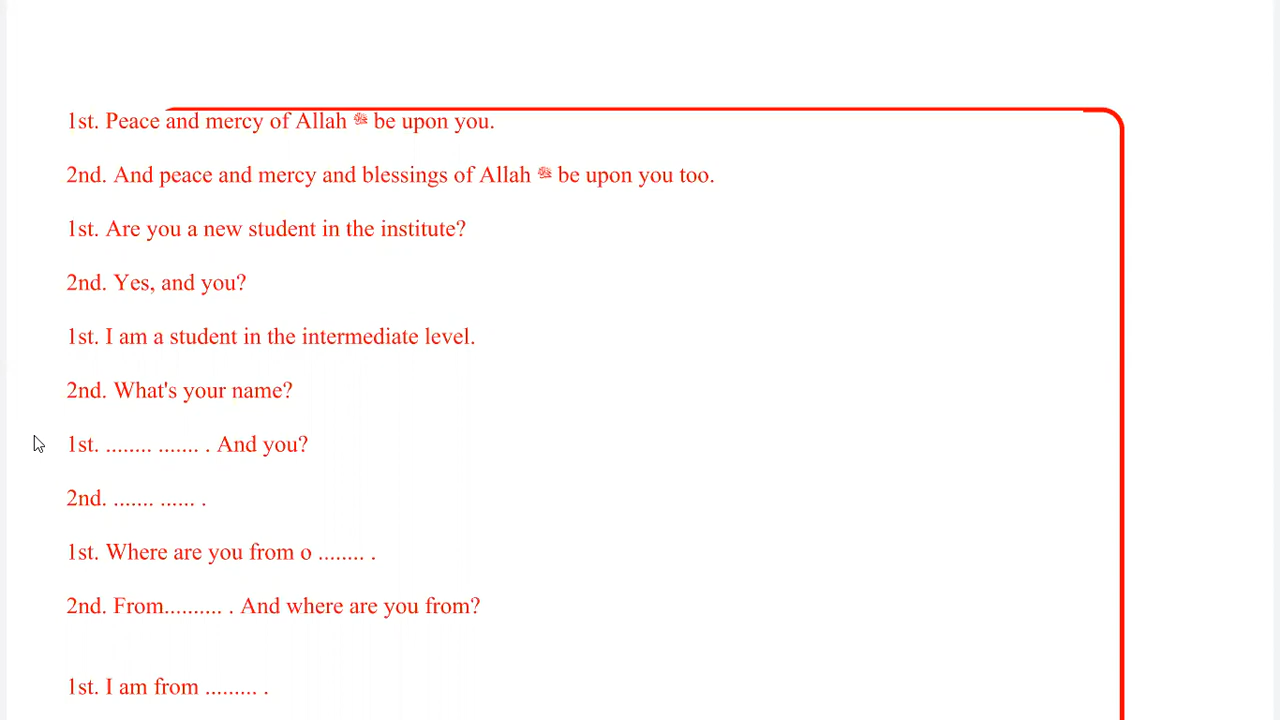 1st. Peace and mercy of Allah ﷻ be upon you.
2nd. And peace and mercy and blessings of Allah ﷻ be upon you too.
1st. Are you a new student in the institute?
2nd. Yes, and you?
1st. I am a student in the intermediate level.
2nd. What's your name?
1st. ........ ....... . And you?
2nd. ....... ...... .
1st. Where are you from o ........ .
2nd. From.......... . And where are you from?
1st. I am from ......... .